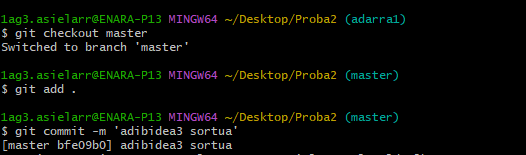 1ag3.asielarr@ENARA-P13 MINGW64 ~/Desktop/Proba2 (adarra1)
$ git checkout master
Switched to branch 'master'
1ag3.asielarr@ENARA-P13 MINGW64 ~/Desktop/Proba2 (master)
$ git add .
1ag3.asielarr@ENARA-P13 MINGW64 ~/Desktop/Proba2 (master)
$ git commit -m 'adibidea3 sortua'
[master bfe09b0] adibidea3 sortua